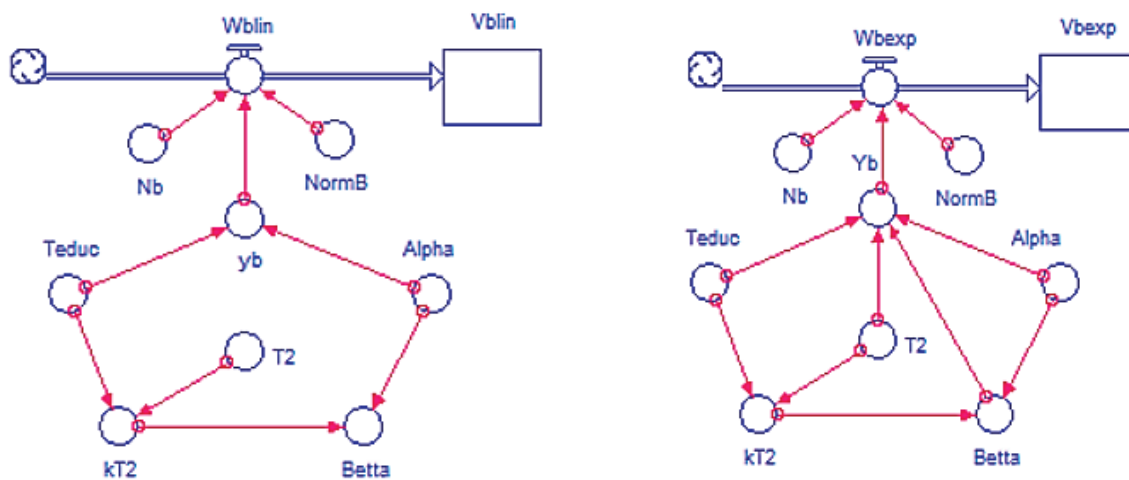 Wblin
Vblin
Nb
NormB
yb
Teduc
Alpha
T2
kT2
Betta
Wbexp
Vbexp
Nb
NormB
Yb
Teduc
Alpha
T2
kT2
Betta